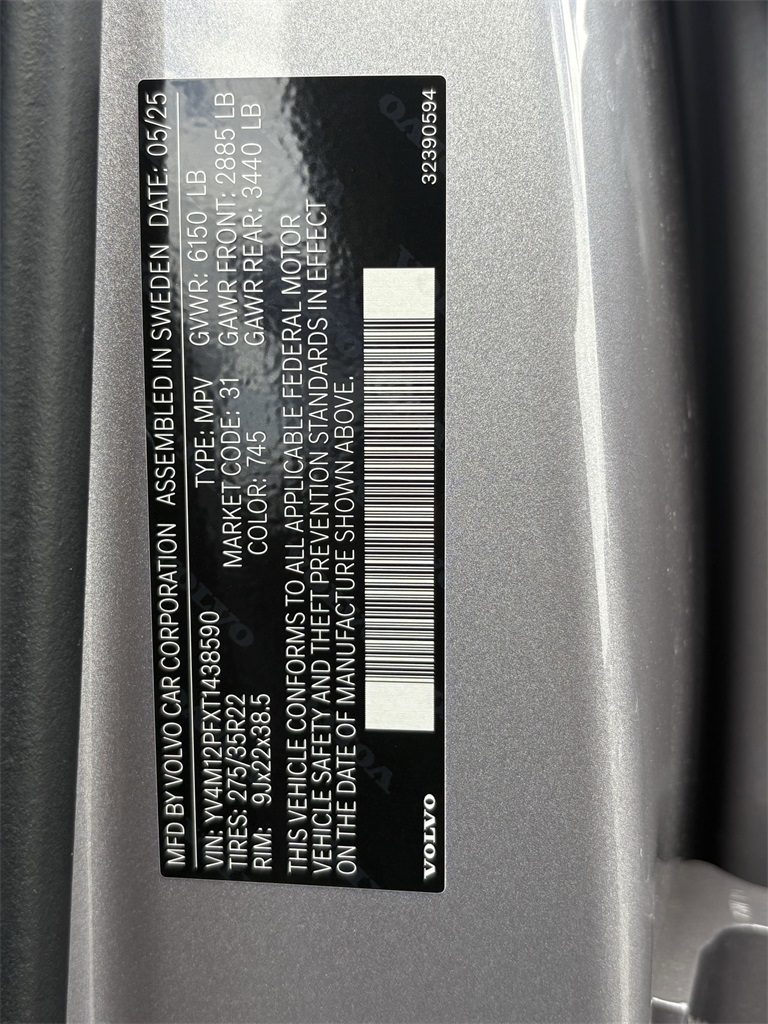 MFD BY VOLVO CAR CORPORATION ASSEMBLED IN SWEDEN DATE: 05/25
VIN: YV4M12PFXT1438590 TYPE: MPV GVWR: 6150 LB
TIRES: 275/35R22 MARKET CODE: 31 GAWR FRONT: 2885 LB
RIM: 9Jx22x38.5 COLOR: 745 GAWR REAR: 3440 LB
THIS VEHICLE CONFORMS TO ALL APPLICABLE FEDERAL MOTOR
VEHICLE SAFETY AND THEFT PREVENTION STANDARDS IN EFFECT
ON THE DATE OF MANUFACTURE SHOWN ABOVE.
VOLVO 32390594